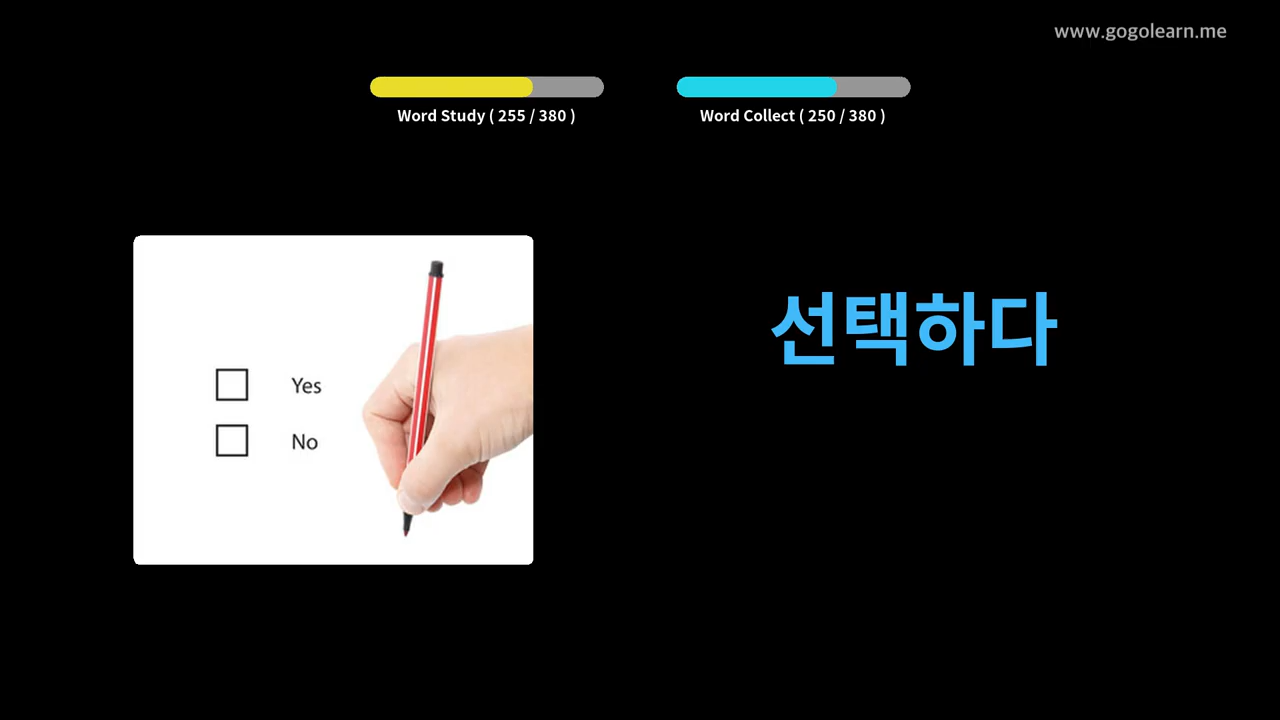 www.gogolearn.me
Word Study ( 255 / 380 )
Word Collect ( 250 / 380 )
선택하다
Yes
No